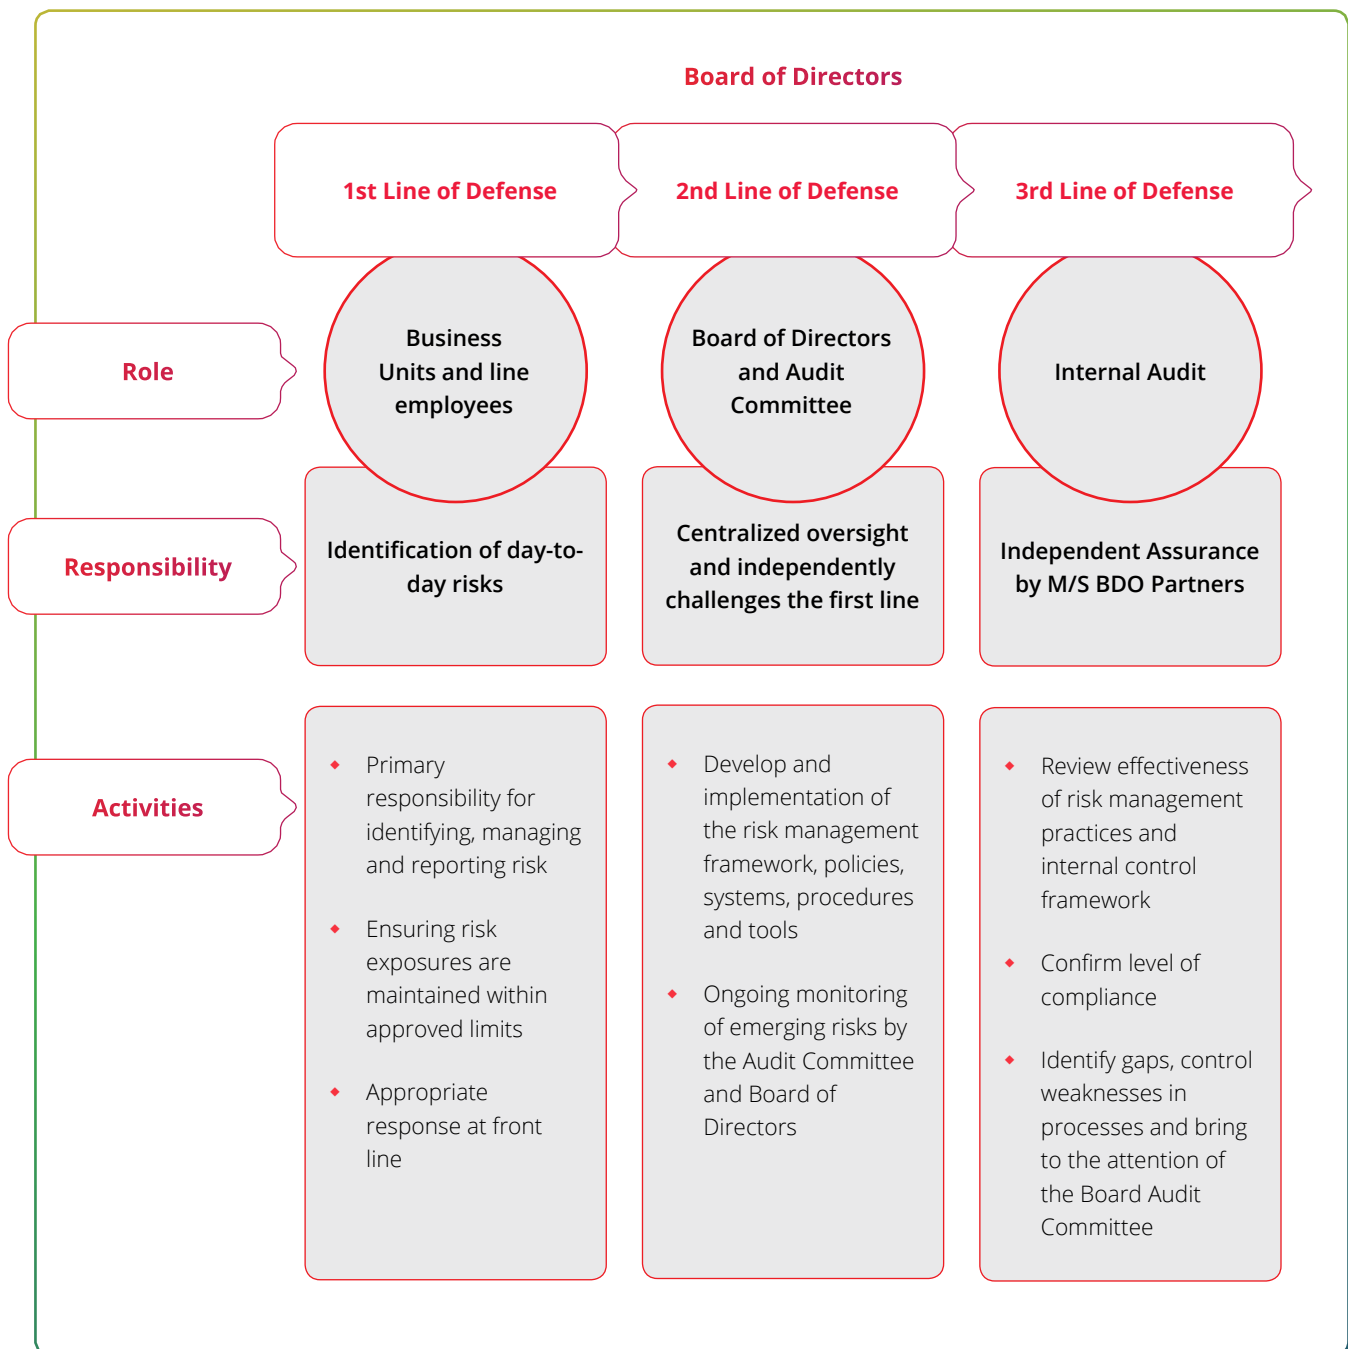 Board of Directors
1st Line of Defense
2nd Line of Defense
3rd Line of Defense
Role
Business
Units and line
employees
Board of Directors
and Audit
Committee
Internal Audit
Responsibility
Identification of day-to-
day risks
Centralized oversight
and independently
challenges the first line
Independent Assurance
by M/S BDO Partners
Activities
Primary
responsibility for
identifying, managing
and reporting risk
Ensuring risk
exposures are
maintained within
approved limits
Appropriate
response at front
line
Develop and
implementation of
the risk management
framework, policies,
systems, procedures
and tools
Ongoing monitoring
of emerging risks by
the Audit Committee
and Board of
Directors
Review effectiveness
of risk management
practices and
internal control
framework
Confirm level of
compliance
Identify gaps, control
weaknesses in
processes and bring
to the attention of
the Board Audit
Committee